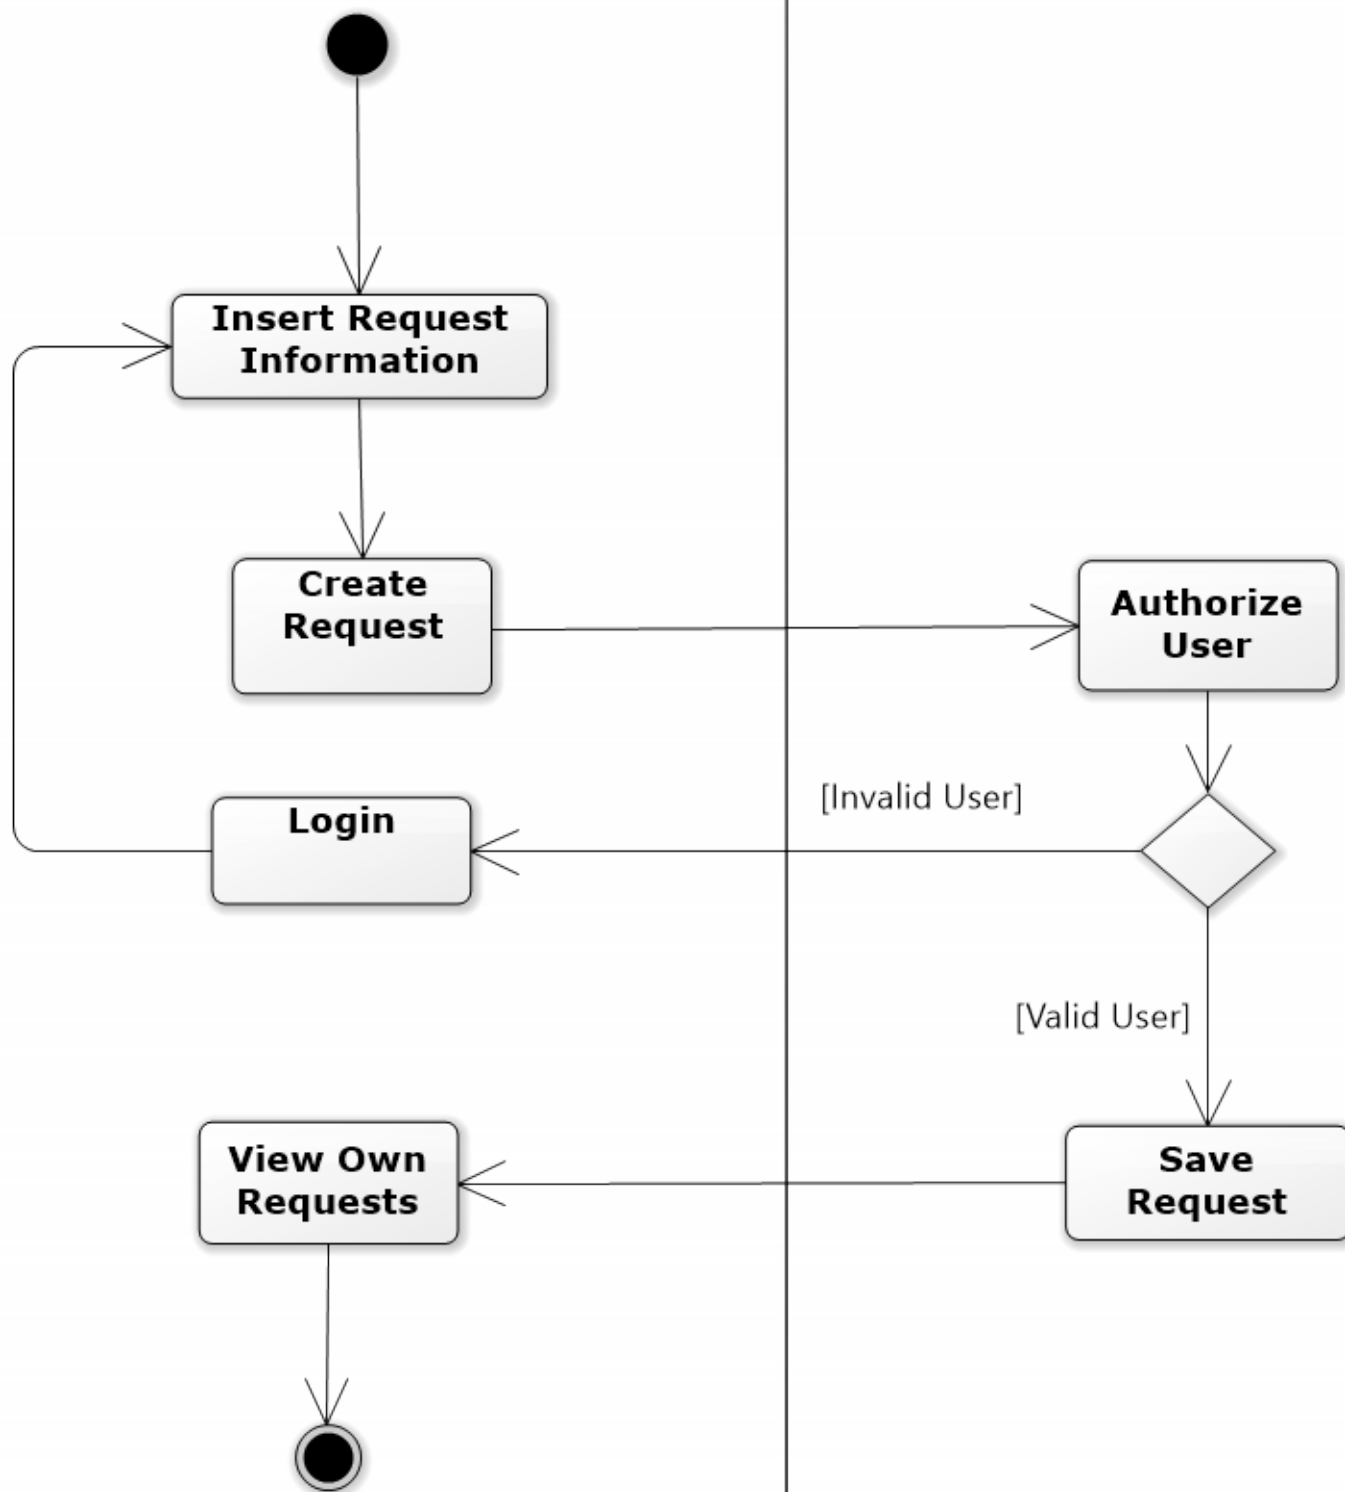 Insert Request
Information
Create
Request
Authorize
User
[Invalid User]
Login
[Valid User]
View Own
Requests
Save
Request